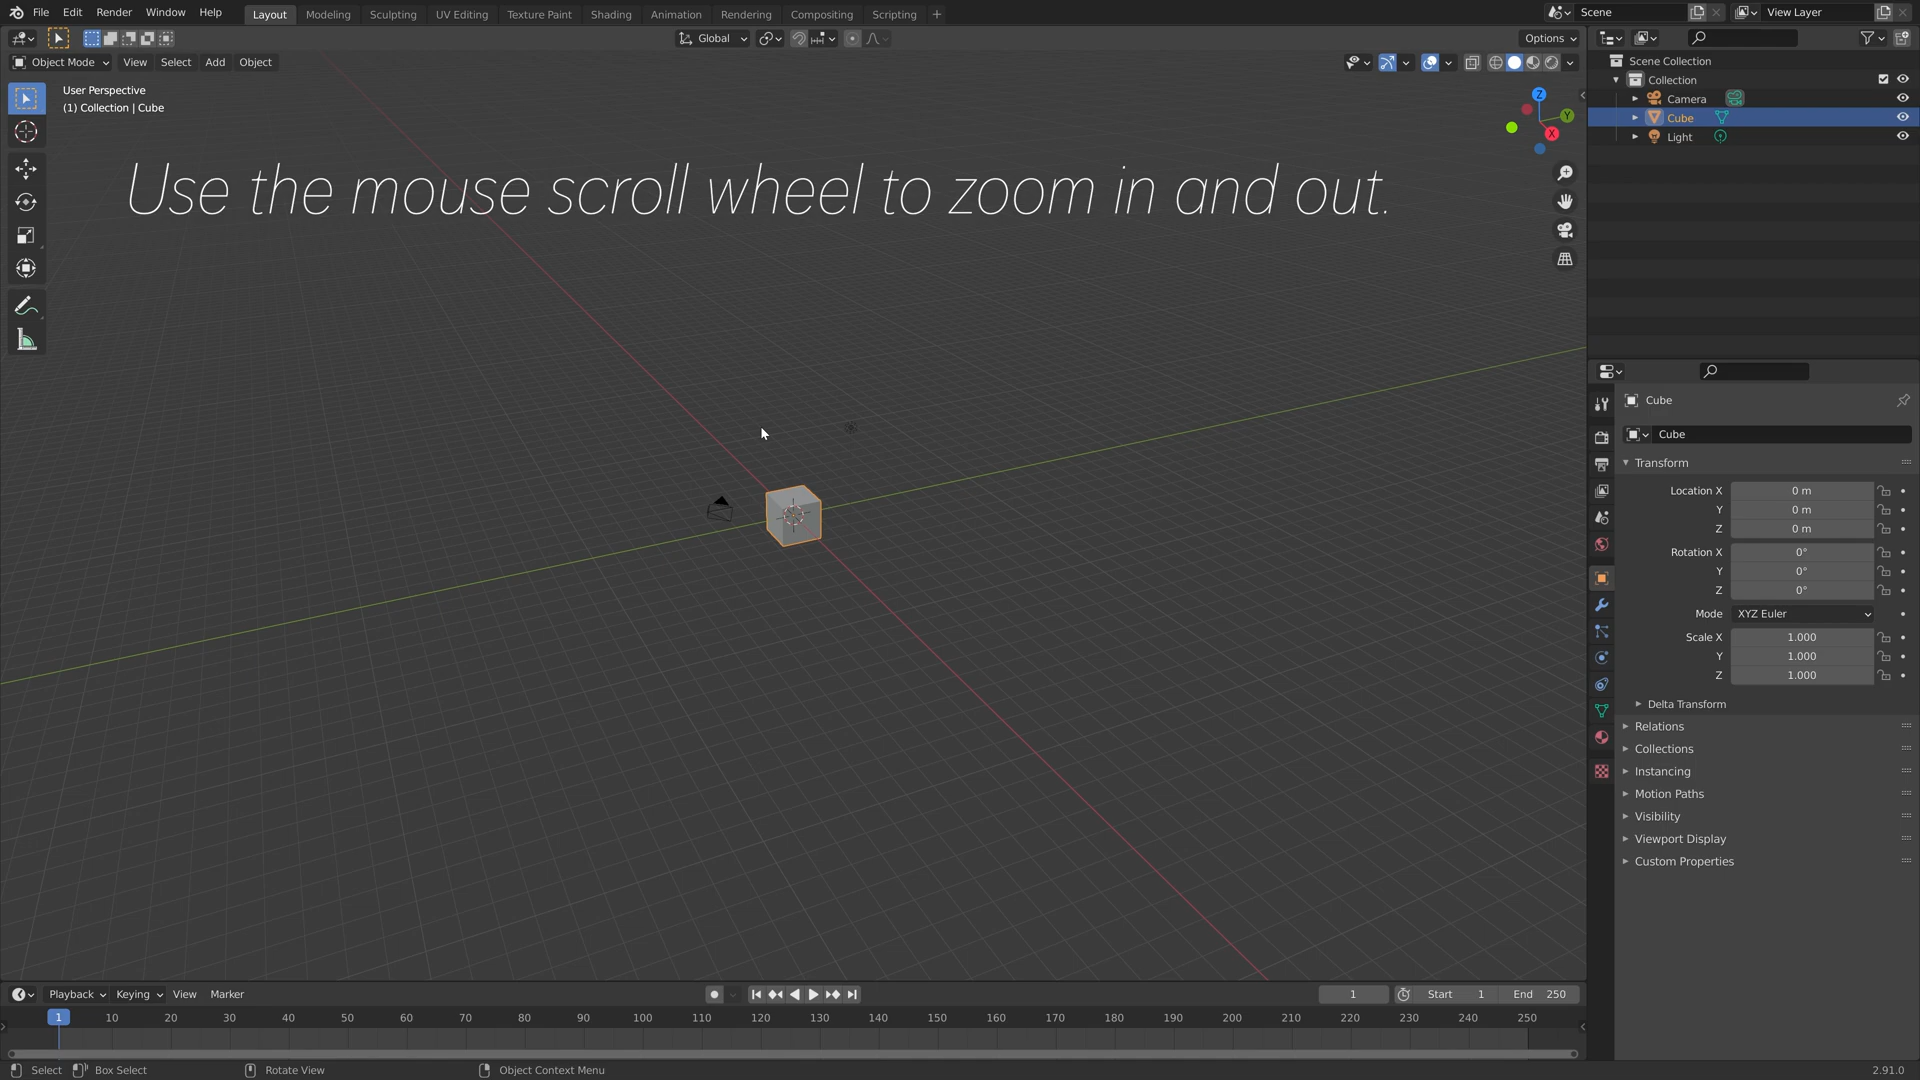 File Edit Render Window Help Layout Modeling Sculpting UV Editing Texture Paint Shading Animation Rendering Compositing Scripting + Scene View Layer
Global Options
Object Mode View Select Add Object
User Perspective
(1) Collection | Cube
Z
Y
X
Use the mouse scroll wheel to zoom in and out.
Scene Collection
Collection
Camera
Cube
Light
Cube
Cube
Transform
Location X 0 m
Y 0 m
Z 0 m
Rotation X 0°
Y 0°
Z 0°
Mode XYZ Euler
Scale X 1.000
Y 1.000
Z 1.000
Delta Transform
Relations
Collections
Instancing
Motion Paths
Visibility
Viewport Display
Custom Properties
Playback Keying View Marker 1 Start 1 End 250
1 10 20 30 40 50 60 70 80 90 100 110 120 130 140 150 160 170 180 190 200 210 220 230 240 250
Select Box Select Rotate View Object Context Menu 2.91.0